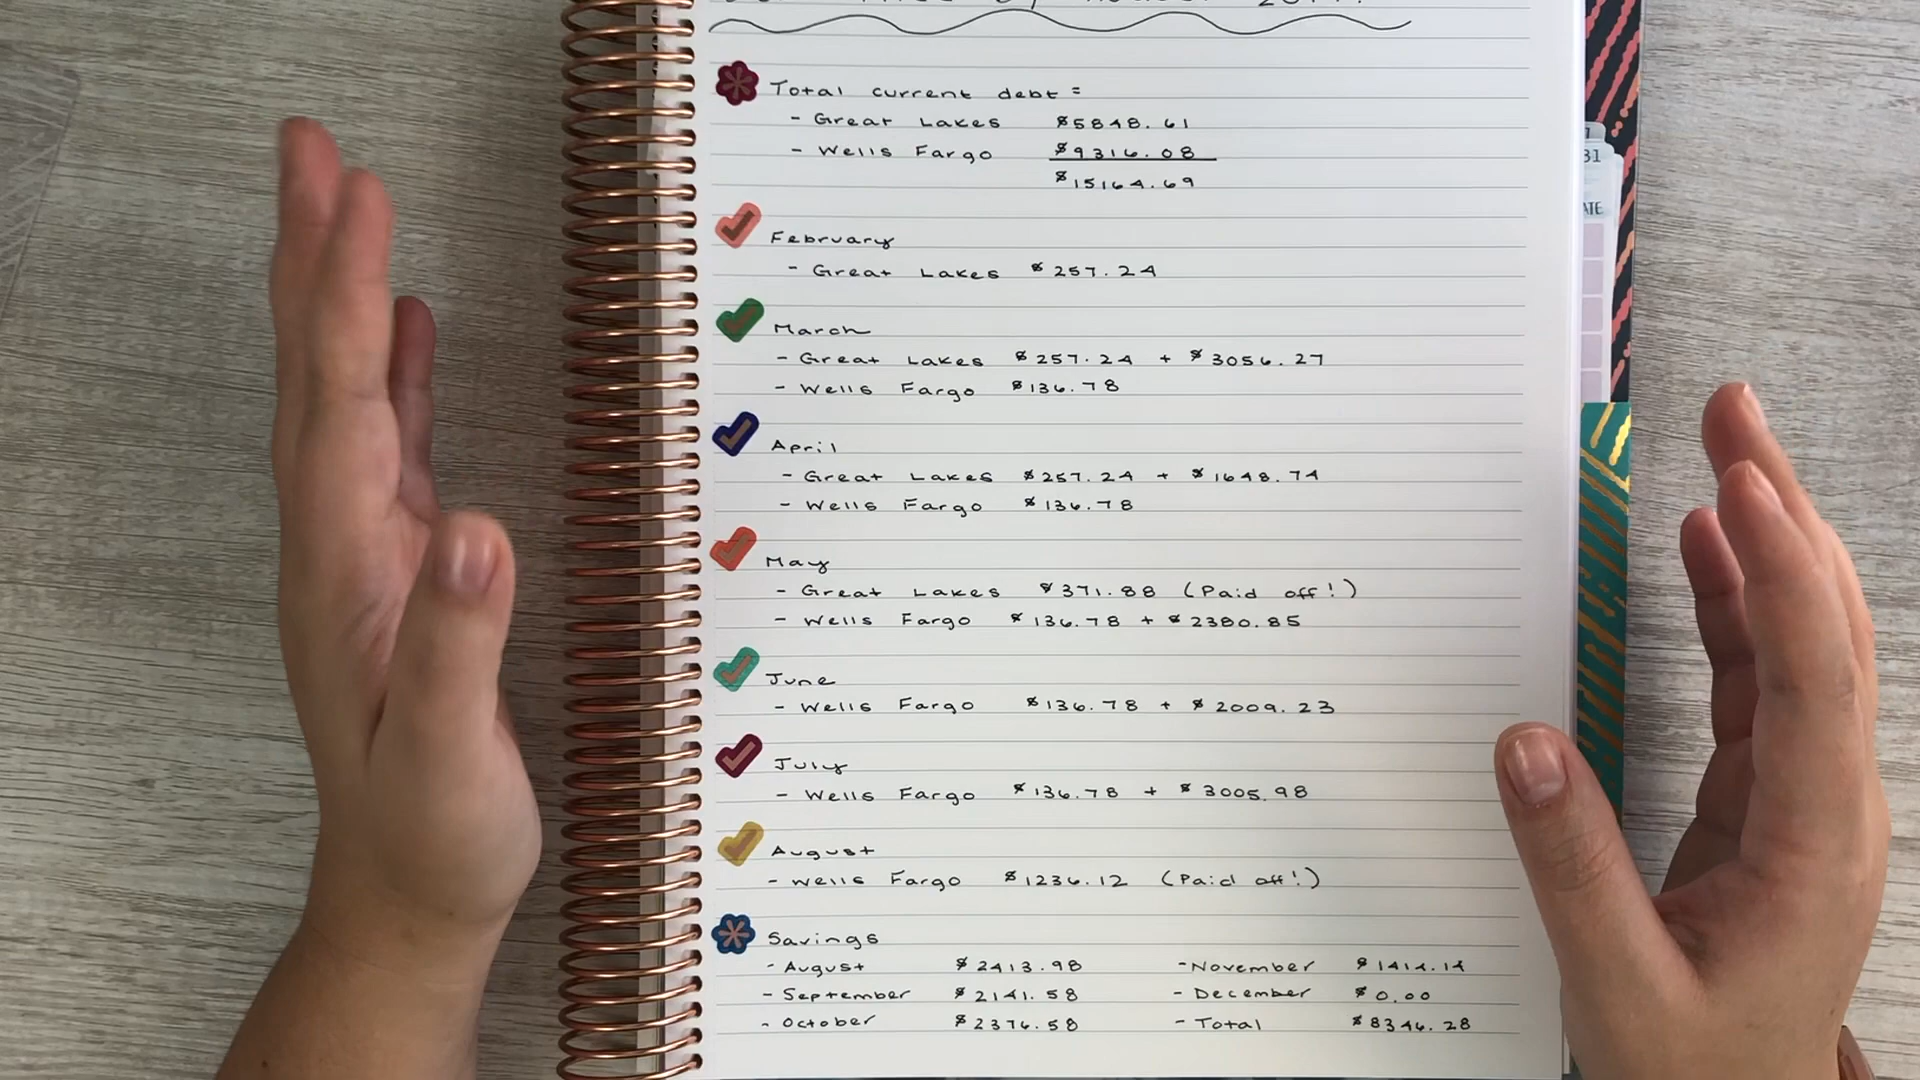 Total current debt =
- Great Lakes $5848.61
- Wells Fargo $9316.08
$15164.69
February
- Great Lakes $257.24
March
- Great Lakes $257.24 + $3056.27
- Wells Fargo $136.78
April
- Great Lakes $257.24 + $1648.74
- Wells Fargo $136.78
May
- Great Lakes $371.88 (Paid off!)
- Wells Fargo $136.78 + $2380.85
June
- Wells Fargo $136.78 + $2009.23
July
- Wells Fargo $136.78 + $3005.98
August
- Wells Fargo $1236.12 (Paid off!)
Savings
- August $2413.98 - November $1414.14
- September $2141.58 - December $0.00
- October $2376.58 - Total $8346.28
31